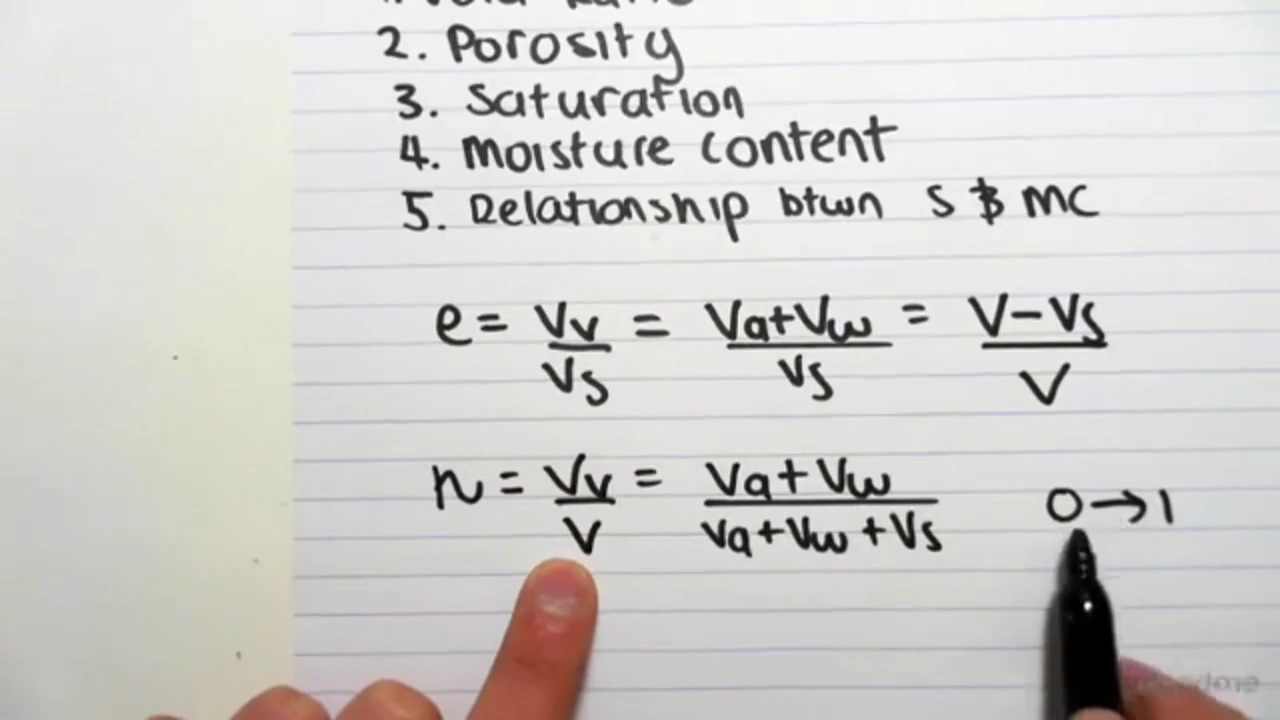 2. Porosity
3. Saturation
4. Moisture content
5. Relationship btwn S & MC
e = Vv/Vs = Va+Vw/Vs = V-Vs/V
n = Vv/V = Va+Vw/Va+Vw+Vs 0→1